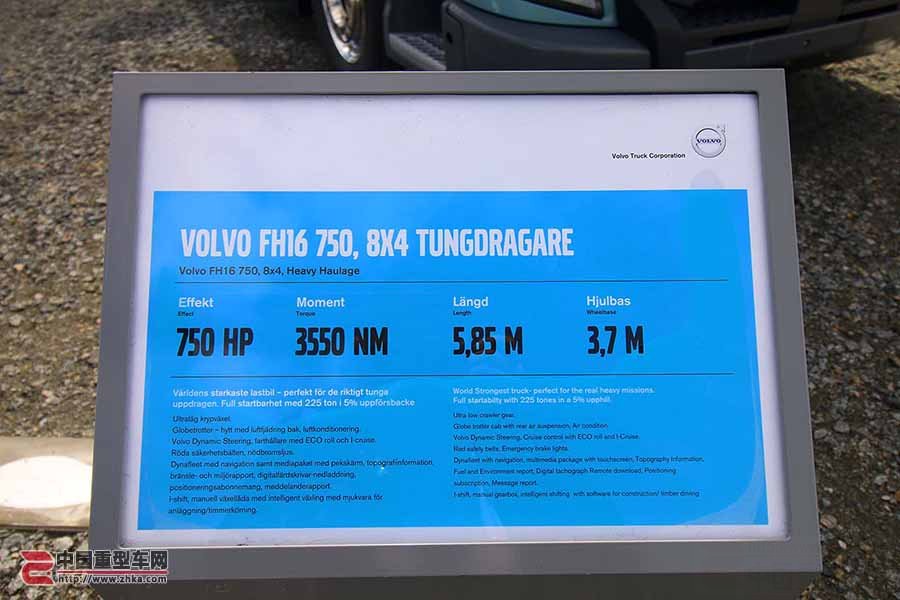 Volvo Truck Corporation
VOLVO
VOLVO FH16 750, 8X4 TUNGDRAGARE
Volvo FH16 750, 8x4, Heavy Haulage
Effekt
Effect
750 HP
Moment
Torque
3550 NM
Längd
Length
5,85 M
Hjulbas
Wheelbase
3,7 M
Världens starkaste lastbil – perfekt för de riktigt tunga
uppdragen. Full startbarhet med 225 ton i 5% uppförsbacke
Ultralåg krypväxel.
Globetrotter – hytt med luftfjädring bak, luftkonditionering.
Volvo Dynamic Steering, farthållare med ECO roll och I-cruise.
Röda säkerhetsbälten, nödbromsljus.
Dynafleet med navigation samt mediapaket med pekskärm, topografiinformation,
bränsle- och miljörapport, digitalfärdskrivar-nedladdning,
positioneringsabonnemang, meddelanderapport.
I-shift, manuell växellåda med intelligent växling med mjukvara för
anläggning/timmerkörning.
World Strongest truck- perfect for the real heavy missions.
Full startabilty with 225 tones in a 5% upphill.
Ultra low crawler gear.
Globe trotter cab with rear air suspension, Air condition.
Volvo Dynamic Steering, Cruise control with ECO roll and I-Cruise.
Red safety belts, Emergency brake lights.
Dynafleet with navigation, multimedia package with touchscreen, Topography Information,
Fuel and Environment report, Digital tachograph Remote download, Positioning
subscription, Message report.
I-shift, manual gearbox, intelligent shifting with software for construction/ timber driving
中国重型车网
http://www.zhka.com